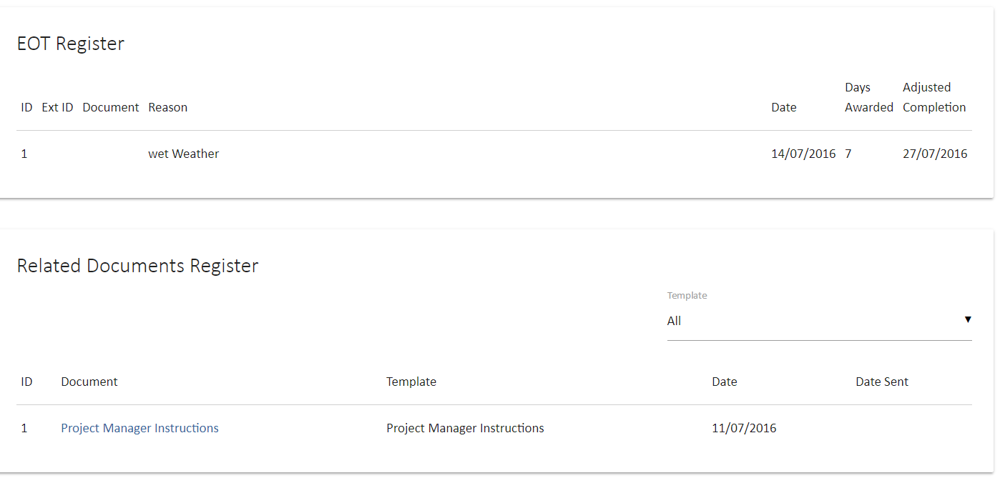 EOT Register
Days Adjusted
ID Ext ID Document Reason Date Awarded Completion
1 wet Weather 14/07/2016 7 27/07/2016
Related Documents Register
Template
All
ID Document Template Date Date Sent
1 Project Manager Instructions Project Manager Instructions 11/07/2016